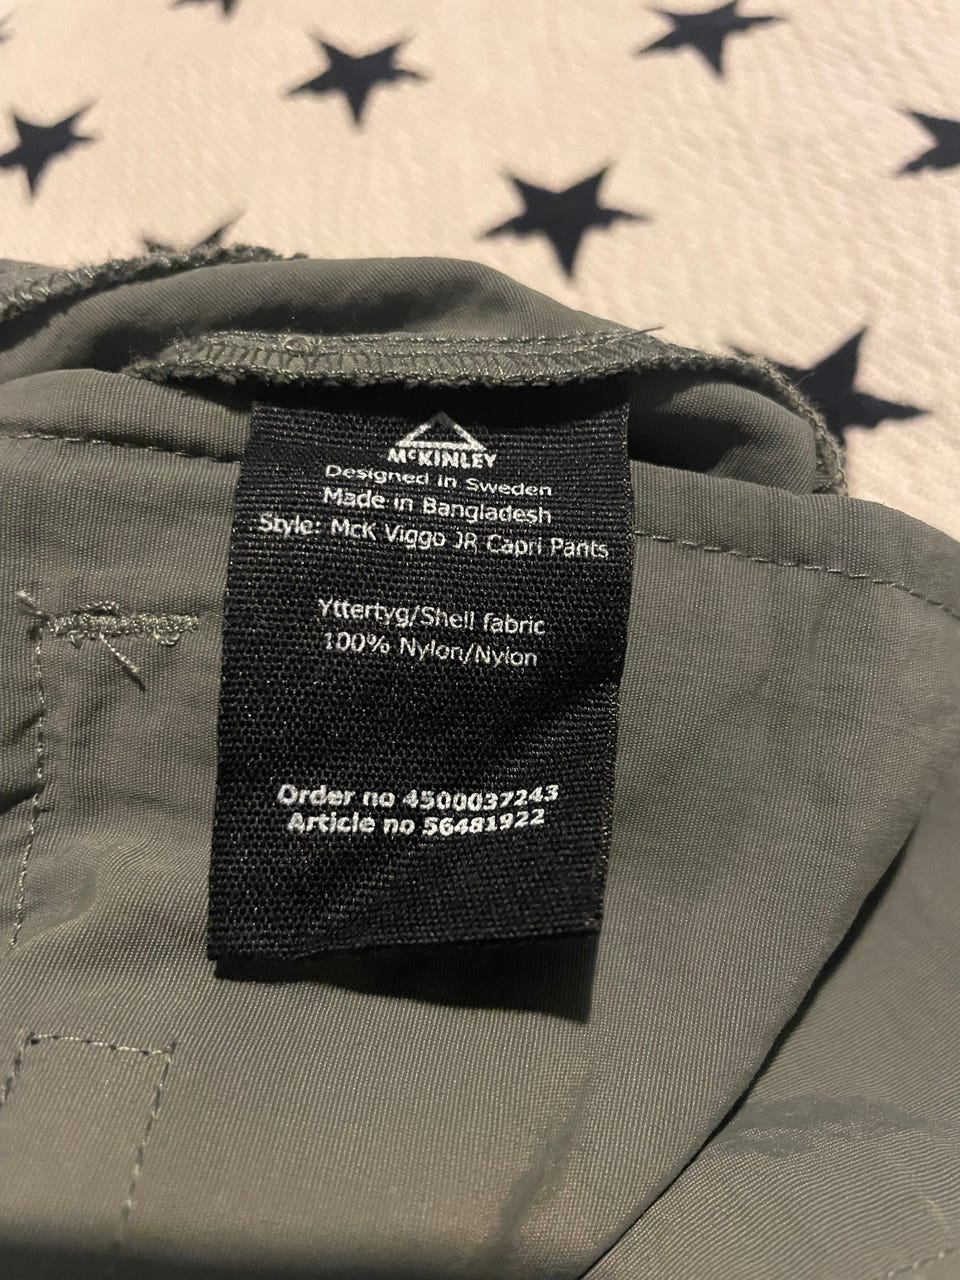 McKINLEY
Designed in Sweden
Made in Bangladesh
Style: McK Viggo JR Capri Pants
Yttertyg/Shell fabric
100% Nylon/Nylon
Order no 4500037243
Article no 56481922